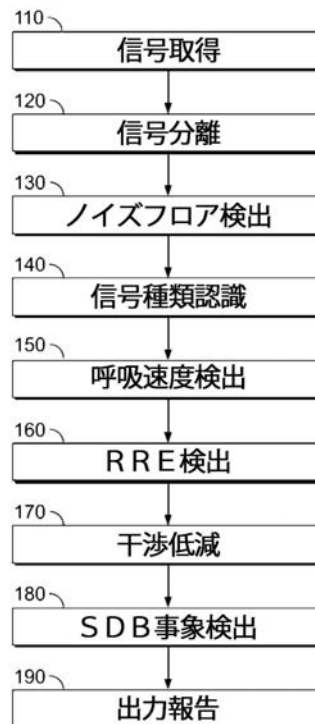 110
信号取得
120
信号分離
130
ノイズフロア検出
140
信号種類認識
150
呼吸速度検出
160
ＲＲＥ検出
170
干渉低減
180
ＳＤＢ事象検出
190
出力報告